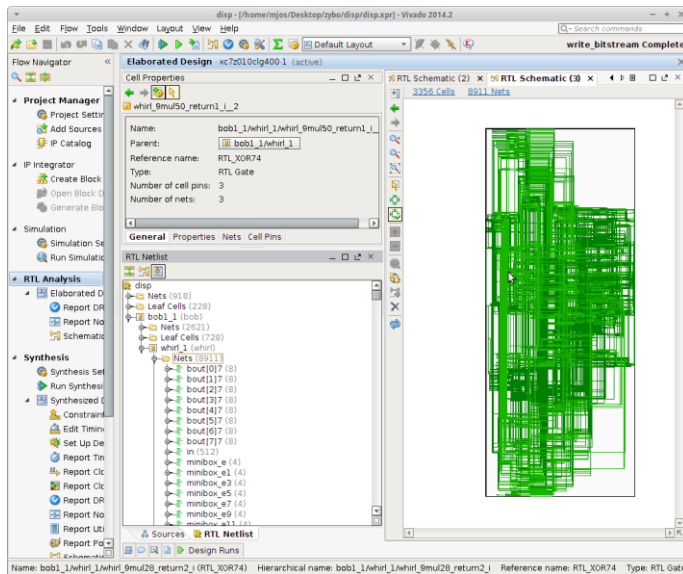 disp - [/home/mjos/Desktop/zybo/disp/disp.xpr] - Vivado 2014.2
File Edit Flow Tools Window Layout View Help
Search commands
Default Layout
write_bitstream Complete
Flow Navigator
Elaborated Design - xc7z010clg400-1 (active)
Cell Properties
RTL Schematic (2) RTL Schematic (3)
whirl_9mul50_return1_i__2
3356 Cells 8911 Nets
Project Manager
Project Settin
Add Sources
IP Catalog
Name: bob1_1/whirl_1/whirl_9mul50_return1_i__
Parent: bob1_1/whirl_1
Reference name: RTL_XOR74
Type: RTL Gate
Number of cell pins: 3
Number of nets: 3
IP Integrator
Create Block
Open Block D
Generate Blo
General Properties Nets Cell Pins
Simulation
Simulation Se
Run Simulatio
RTL Analysis
Elaborated D
Report DR
Report No
Schematic
Synthesis
Synthesis Set
Run Synthesi
Synthesized D
Constraint
Edit Timin
Set Up De
Report Tin
Report Clo
Report Clo
Report DR
Report No
Report Uti
Report Po
Schematic
RTL Netlist
disp
Nets (918)
Leaf Cells (228)
bob1_1 (bob)
Nets (2621)
Leaf Cells (728)
whirl_1 (whirl)
Nets (8911)
bout[0]7 (8)
bout[1]7 (8)
bout[2]7 (8)
bout[3]7 (8)
bout[4]7 (8)
bout[5]7 (8)
bout[6]7 (8)
bout[7]7 (8)
in (512)
minibox_e (4)
minibox_e1 (4)
minibox_e3 (4)
minibox_e5 (4)
minibox_e7 (4)
minibox_e9 (4)
minibox_e11 (4)
Sources RTL Netlist
Design Runs
Name: bob1_1/whirl_1/whirl_9mul28_return2_i (RTL_XOR74) Hierarchical name: bob1_1/whirl_1/whirl_9mul28_return2_i Reference name: RTL_XOR74 Type: RTL Gate